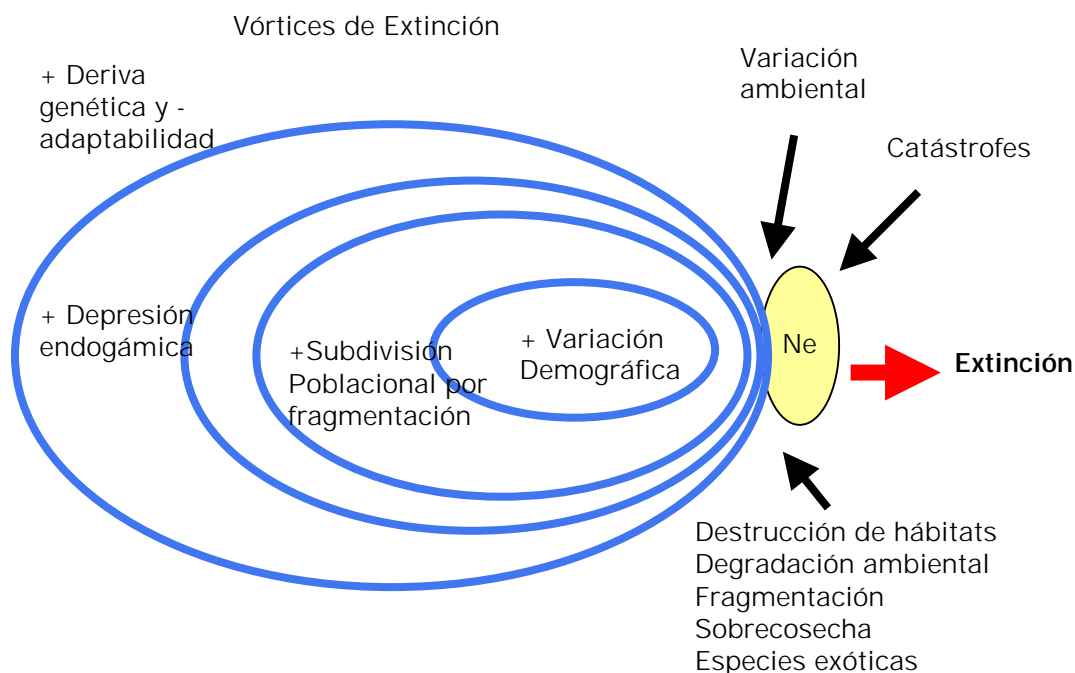 Vórtices de Extinción
+ Deriva
genética y -
adaptabilidad
Variación
ambiental
Catástrofes
+ Depresión
endogámica
+Subdivisión
Poblacional por
fragmentación
+ Variación
Demográfica
Ne
Extinción
Destrucción de hábitats
Degradación ambiental
Fragmentación
Sobrecosecha
Especies exóticas